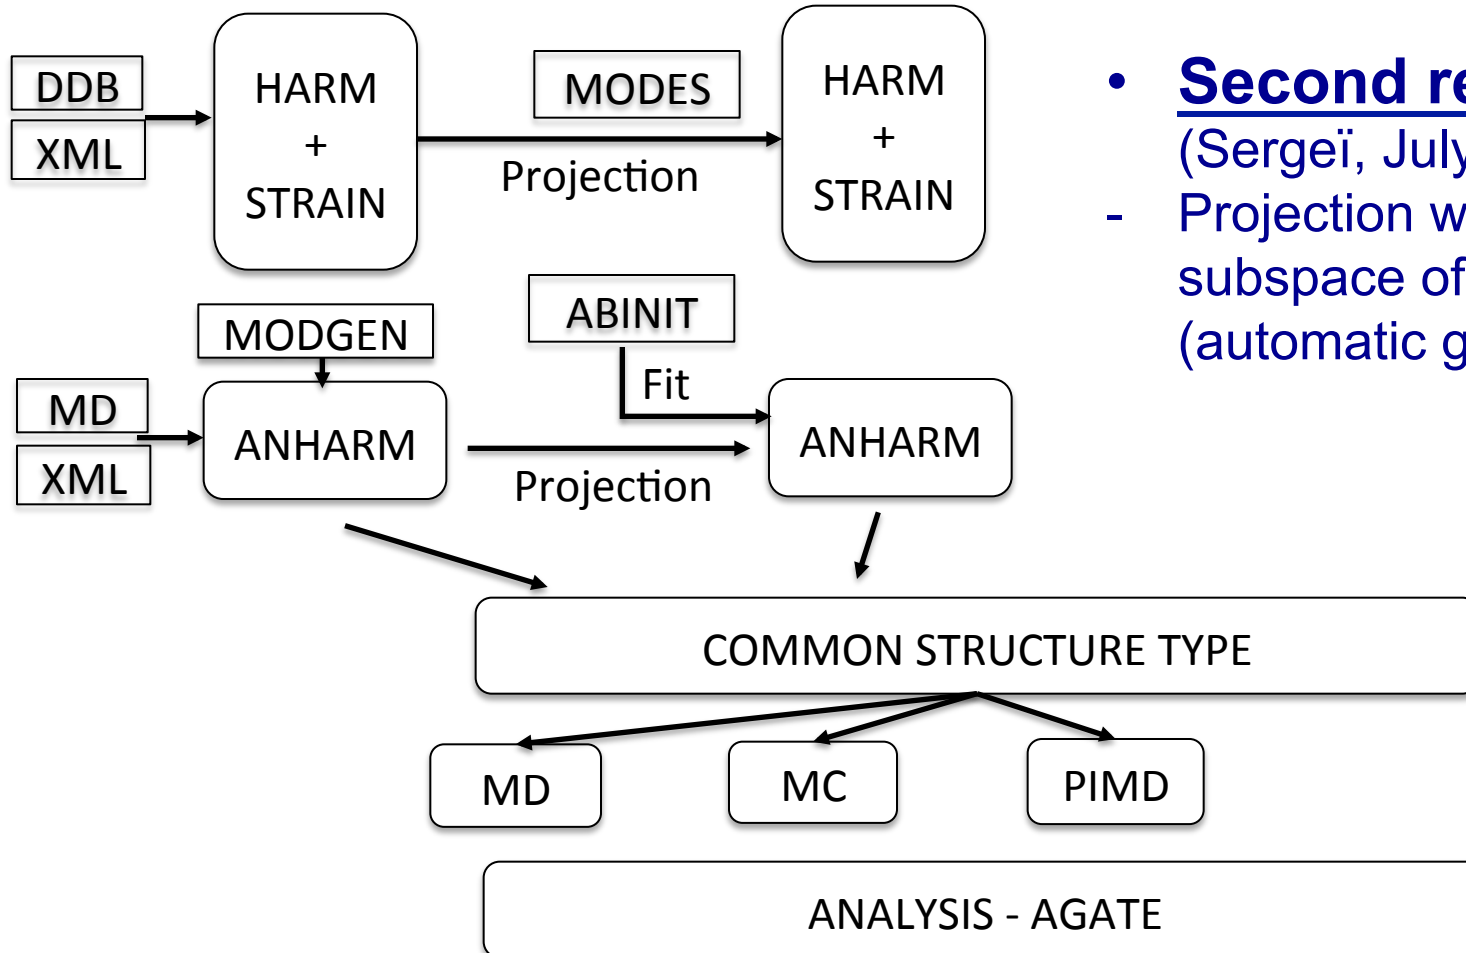 DDB
XML
HARM
+
STRAIN
MODES
Projection
HARM
+
STRAIN
• Second re
(Sergeï, July
- Projection w
subspace of
(automatic g
MODGEN
ABINIT
Fit
MD
XML
ANHARM
Projection
ANHARM
COMMON STRUCTURE TYPE
MD
MC
PIMD
ANALYSIS - AGATE